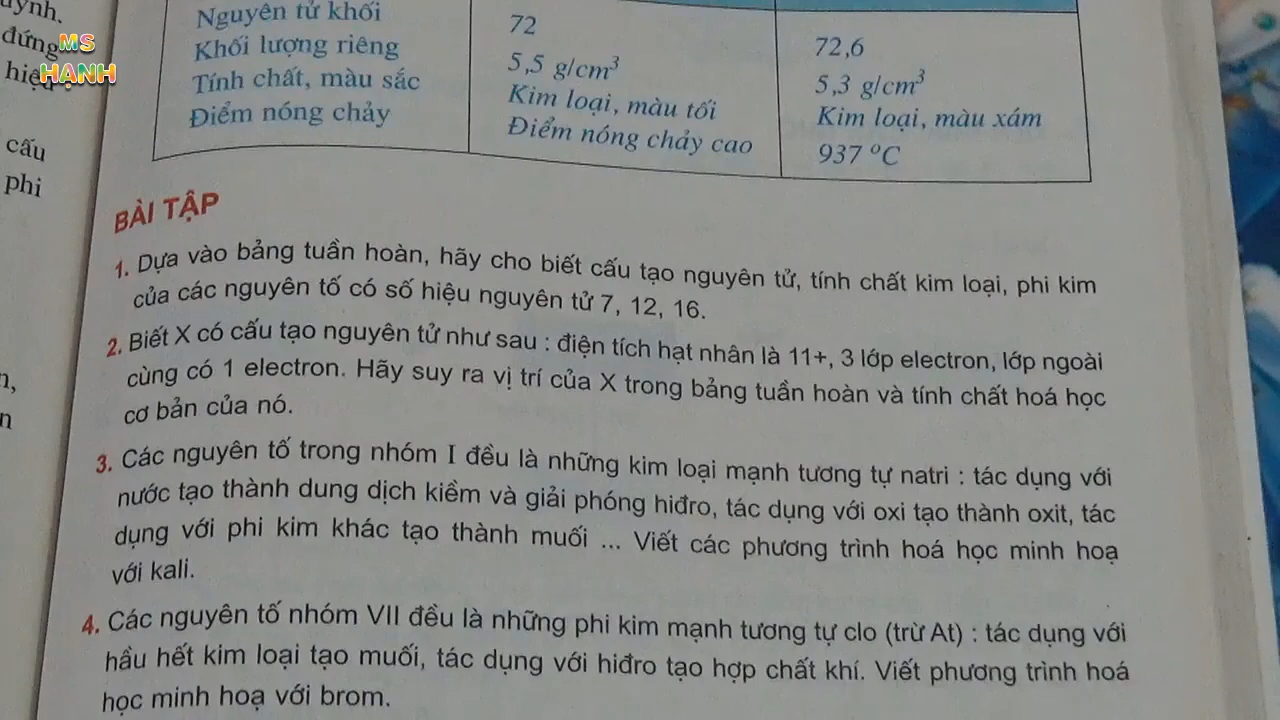 uỳnh.
đứng
MS
HẠNH
cấu
phi
n,
n
Nguyên tử khối
72
72,6
Khối lượng riêng
5,5 g/cm³
5,3 g/cm³
Tính chất, màu sắc
Kim loại, màu tối
Kim loại, màu xám
Điểm nóng chảy
Điểm nóng chảy cao
937 °C
BÀI TẬP
1. Dựa vào bảng tuần hoàn, hãy cho biết cấu tạo nguyên tử, tính chất kim loại, phi kim
của các nguyên tố có số hiệu nguyên tử 7, 12, 16.
2. Biết X có cấu tạo nguyên tử như sau : điện tích hạt nhân là 11+, 3 lớp electron, lớp ngoài
cùng có 1 electron. Hãy suy ra vị trí của X trong bảng tuần hoàn và tính chất hoá học
cơ bản của nó.
3. Các nguyên tố trong nhóm I đều là những kim loại mạnh tương tự natri : tác dụng với
nước tạo thành dung dịch kiềm và giải phóng hiđro, tác dụng với oxi tạo thành oxit, tác
dụng với phi kim khác tạo thành muối ... Viết các phương trình hoá học minh hoạ
với kali.
4. Các nguyên tố nhóm VII đều là những phi kim mạnh tương tự clo (trừ At) : tác dụng với
hầu hết kim loại tạo muối, tác dụng với hiđro tạo hợp chất khí. Viết phương trình hoá
học minh hoạ với brom.